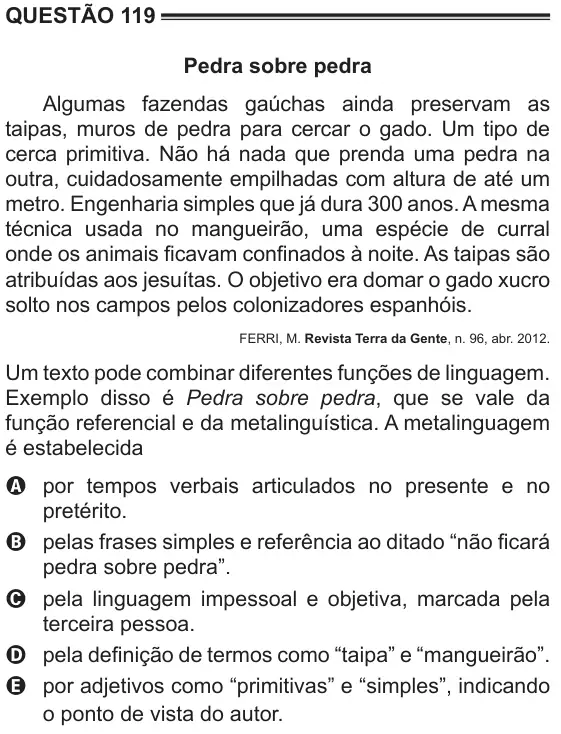 QUESTÃO 119
Pedra sobre pedra
Algumas fazendas gaúchas ainda preservam as
taipas, muros de pedra para cercar o gado. Um tipo de
cerca primitiva. Não há nada que prenda uma pedra na
outra, cuidadosamente empilhadas com altura de até um
metro. Engenharia simples que já dura 300 anos. A mesma
técnica usada no mangueirão, uma espécie de curral
onde os animais ficavam confinados à noite. As taipas são
atribuídas aos jesuítas. O objetivo era domar o gado xucro
solto nos campos pelos colonizadores espanhóis.
FERRI, M. Revista Terra da Gente, n. 96, abr. 2012.
Um texto pode combinar diferentes funções de linguagem.
Exemplo disso é Pedra sobre pedra, que se vale da
função referencial e da metalinguística. A metalinguagem
é estabelecida
A por tempos verbais articulados no presente e no
pretérito.
B pelas frases simples e referência ao ditado “não ficará
pedra sobre pedra”.
C pela linguagem impessoal e objetiva, marcada pela
terceira pessoa.
D pela definição de termos como “taipa” e “mangueirão”.
E por adjetivos como “primitivas” e “simples”, indicando
o ponto de vista do autor.